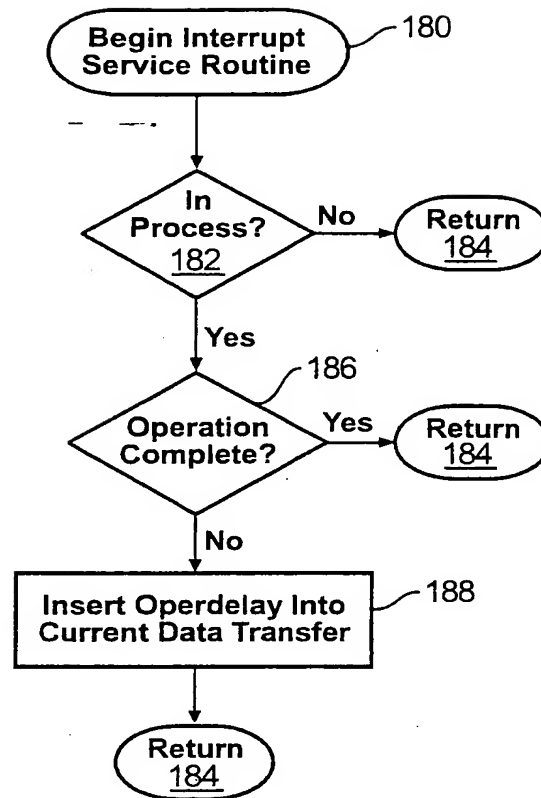 Begin Interrupt
Service Routine
180
In
Process?
182
No
Return
184
Yes
186
Operation
Complete?
Yes
Return
184
No
Insert Operdelay Into
Current Data Transfer
188
Return
184